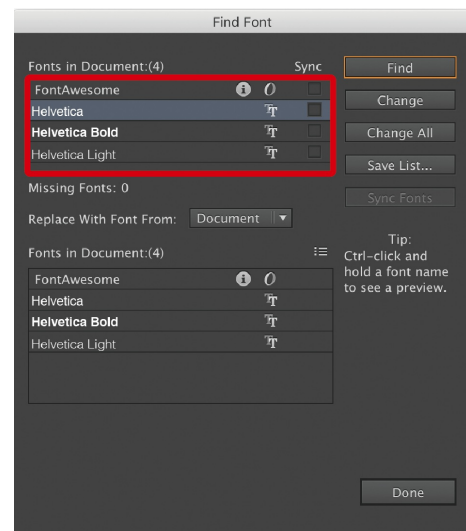 Find Font
Fonts in Document:(4) Sync
Find
FontAwesome
Helvetica
Change
Helvetica Bold
Change All
Helvetica Light
Save List...
Missing Fonts: 0
Sync Fonts
Replace With Font From: Document
Tip:
Ctrl-click and
hold a font name
to see a preview.
Fonts in Document:(4)
FontAwesome
Helvetica
Helvetica Bold
Helvetica Light
Done